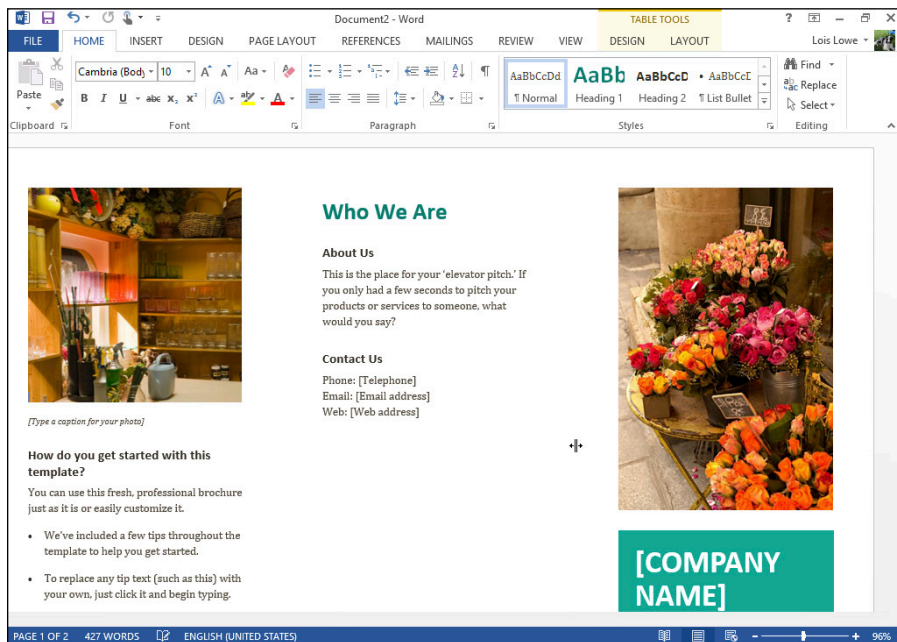 Document2 - Word
TABLE TOOLS
FILE
HOME
INSERT
DESIGN
PAGE LAYOUT
REFERENCES
MAILINGS
REVIEW
VIEW
DESIGN
LAYOUT
Lois Lowe
Paste
Cambria (Body
10
A A
Aa
B I U abc X₂ X²
A
ab
A
AaBbCcDd
AaBb
AaBbCcD
• AaBbCcE
¶ Normal
Heading 1
Heading 2
¶ List Bullet
Find
Replace
Select
Clipboard
Font
Paragraph
Styles
Editing
[Type a caption for your photo]
How do you get started with this
template?
You can use this fresh, professional brochure
just as it is or easily customize it.
• We've included a few tips throughout the
template to help you get started.
• To replace any tip text (such as this) with
your own, just click it and begin typing.
Who We Are
About Us
This is the place for your 'elevator pitch.' If
you only had a few seconds to pitch your
products or services to someone, what
would you say?
Contact Us
Phone: [Telephone]
Email: [Email address]
Web: [Web address]
[COMPANY
NAME]
PAGE 1 OF 2
427 WORDS
ENGLISH (UNITED STATES)
96%